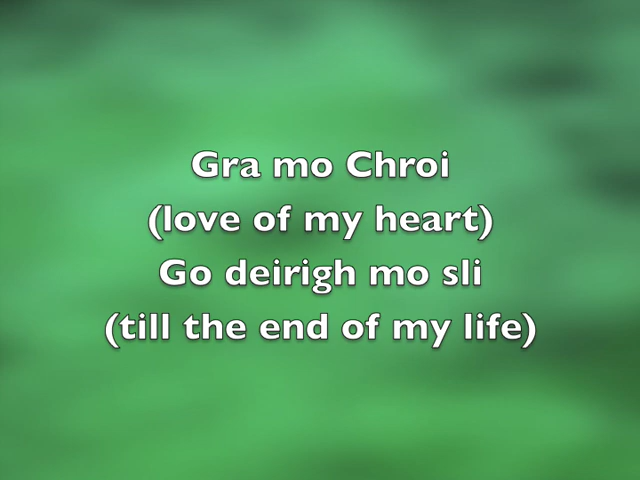 Gra mo Chroi
(love of my heart)
Go deirigh mo sli
(till the end of my life)